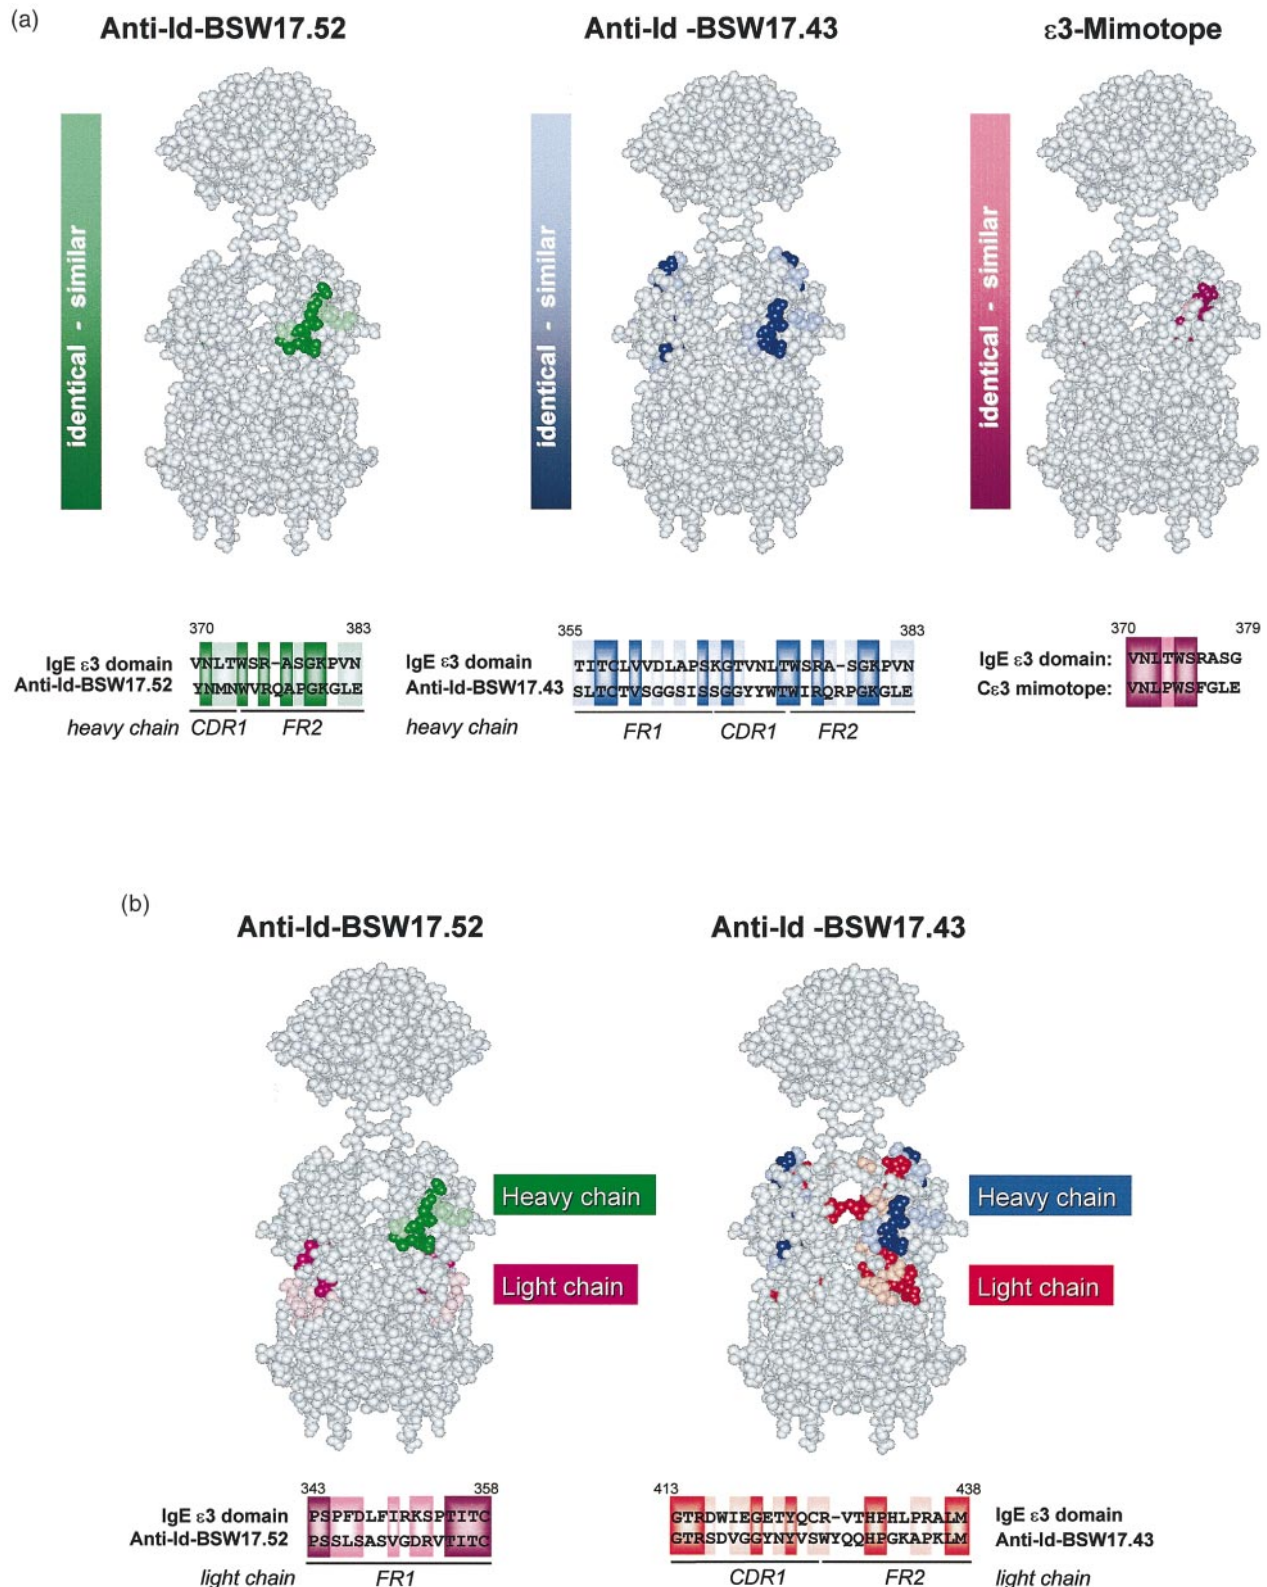 (a)
Anti-Id-BSW17.52
Anti-Id -BSW17.43
ε3-Mimotope
identical - similar
identical - similar
identical - similar
370 383
IgE ε3 domain VNLTWSR-ASGKPVN
Anti-Id-BSW17.52 YNMNWVRQAPGKGLE
heavy chain CDR1 FR2
355 383
IgE ε3 domain TITCLVVDLAPSKGTVNLTWSRA-SGKPVN
Anti-Id-BSW17.43 SLTCTVSGGSISSGGYYWTWIRQRPGKGLE
heavy chain FR1 CDR1 FR2
370 379
IgE ε3 domain: VNLTWSRASG
Cε3 mimotope: VNLPWSFGLE
(b)
Anti-Id-BSW17.52
Anti-Id -BSW17.43
Heavy chain
Light chain
Heavy chain
Light chain
343 358
IgE ε3 domain PSPFDLFIRKSPTITC
Anti-Id-BSW17.52 PSSLSASVGDRVTITC
light chain FR1
413 438
GTRDWIEGETYQCR-VTHPHLPRALM IgE ε3 domain
GTRSDVGGYNYVSWYQQHPGKAPKLM Anti-Id-BSW17.43
CDR1 FR2 light chain